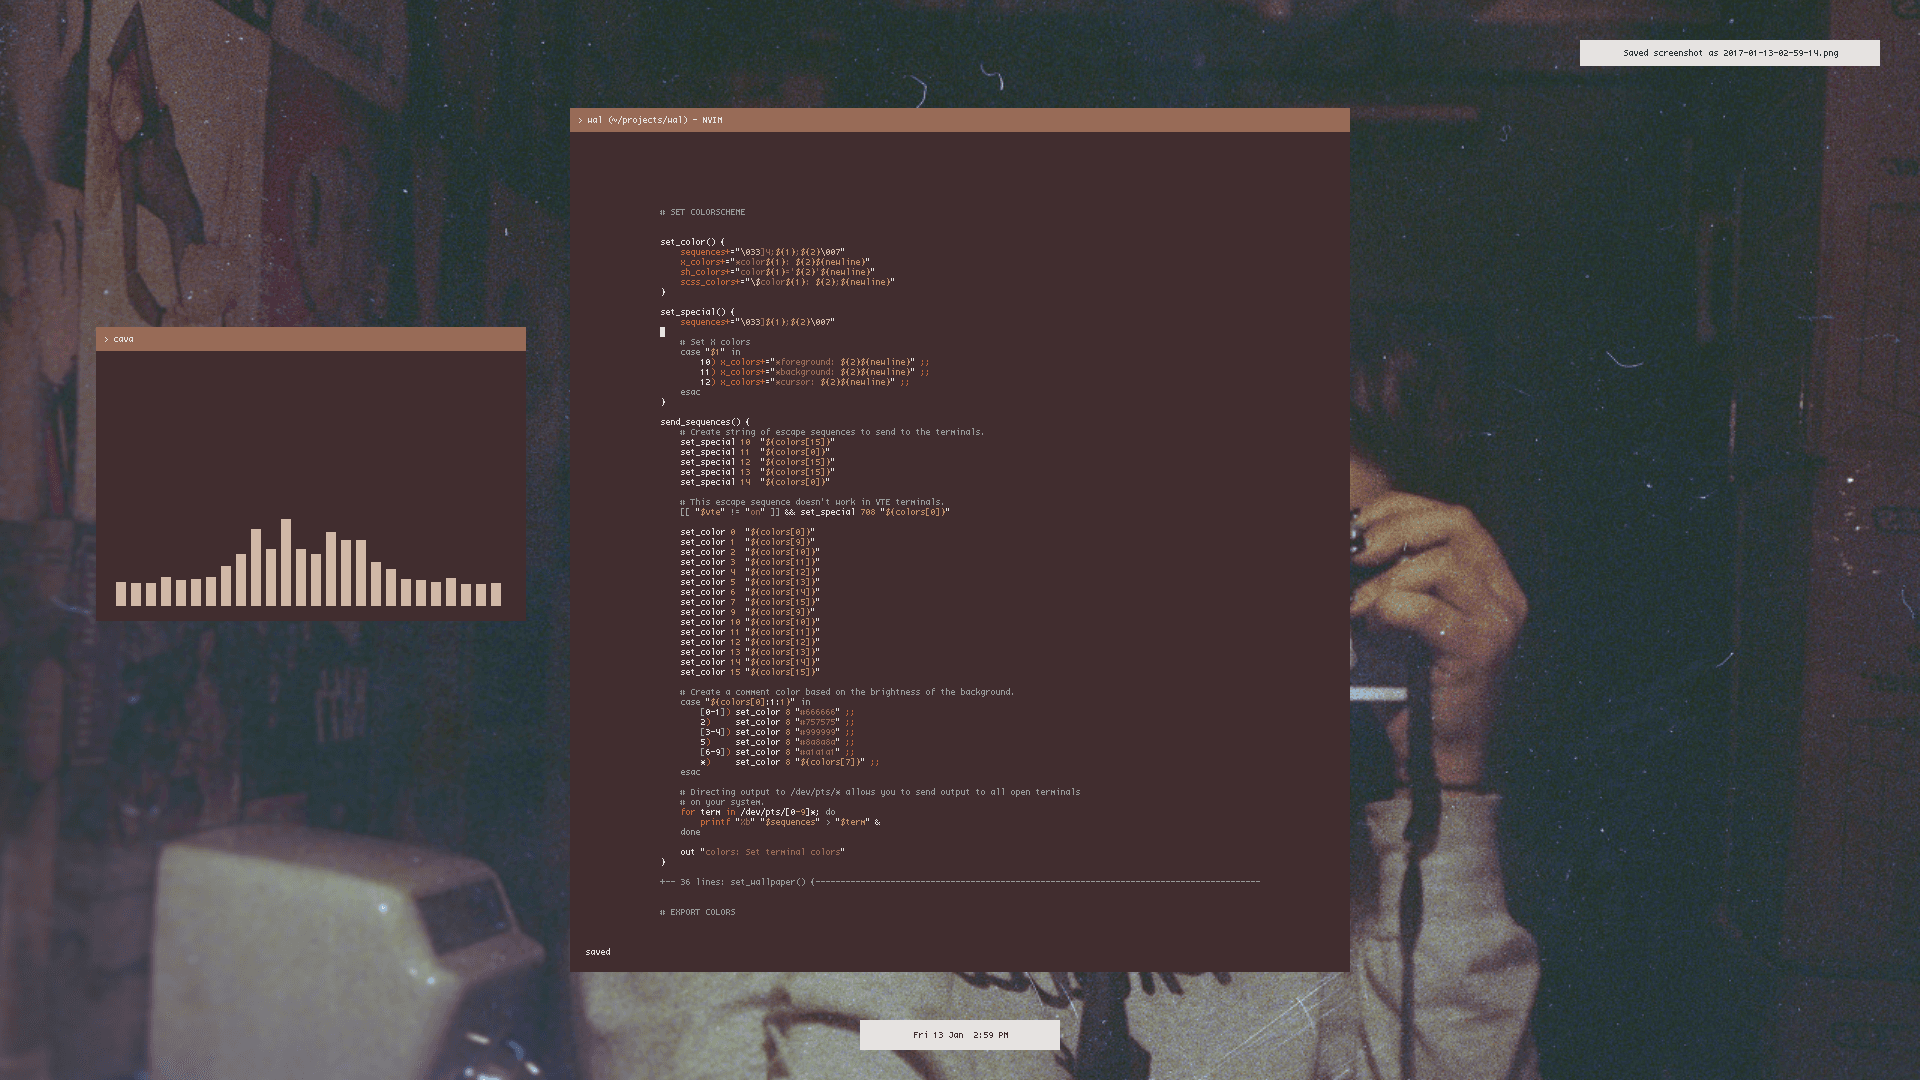 Saved screenshot as 2017-01-13-02-59-14.png
> wal (~/projects/wal) - NVIM
# SET COLORSCHEME
set_color() {
sequences+="\033]4;${1};${2}\007"
x_colors+="*color${1}: ${2}${newline}"
sh_colors+="color${1}='${2}'${newline}"
scss_colors+="\$color${1}: ${2};${newline}"
}
set_special() {
sequences+="\033]${1};${2}\007"
# Set X colors
case "$1" in
10) x_colors+="*foreground: ${2}${newline}" ;;
11) x_colors+="*background: ${2}${newline}" ;;
12) x_colors+="*cursor: ${2}${newline}" ;;
esac
}
send_sequences() {
# Create string of escape sequences to send to the terminals.
set_special 10  "${colors[15]}"
set_special 11  "${colors[0]}"
set_special 12  "${colors[15]}"
set_special 13  "${colors[15]}"
set_special 14  "${colors[0]}"
# This escape sequence doesn't work in VTE terminals.
[[ "$vte" != "on" ]] && set_special 708 "${colors[0]}"
set_color 0  "${colors[0]}"
set_color 1  "${colors[9]}"
set_color 2  "${colors[10]}"
set_color 3  "${colors[11]}"
set_color 4  "${colors[12]}"
set_color 5  "${colors[13]}"
set_color 6  "${colors[14]}"
set_color 7  "${colors[15]}"
set_color 9  "${colors[9]}"
set_color 10 "${colors[10]}"
set_color 11 "${colors[11]}"
set_color 12 "${colors[12]}"
set_color 13 "${colors[13]}"
set_color 14 "${colors[14]}"
set_color 15 "${colors[15]}"
# Create a comment color based on the brightness of the background.
case "${colors[0]:1:1}" in
[0-1]) set_color 8 "#666666" ;;
2)     set_color 8 "#757575" ;;
[3-4]) set_color 8 "#999999" ;;
5)     set_color 8 "#8a8a8a" ;;
[6-9]) set_color 8 "#a1a1a1" ;;
*)     set_color 8 "${colors[7]}" ;;
esac
# Directing output to /dev/pts/* allows you to send output to all open terminals
# on your system.
for term in /dev/pts/[0-9]*; do
printf "%b" "$sequences" > "$term" &
done
out "colors: Set terminal colors"
}
+-- 36 lines: set_wallpaper() {-----------------------------------------------------------------------------------------
# EXPORT COLORS
saved
> cava
Fri 13 Jan  2:59 PM